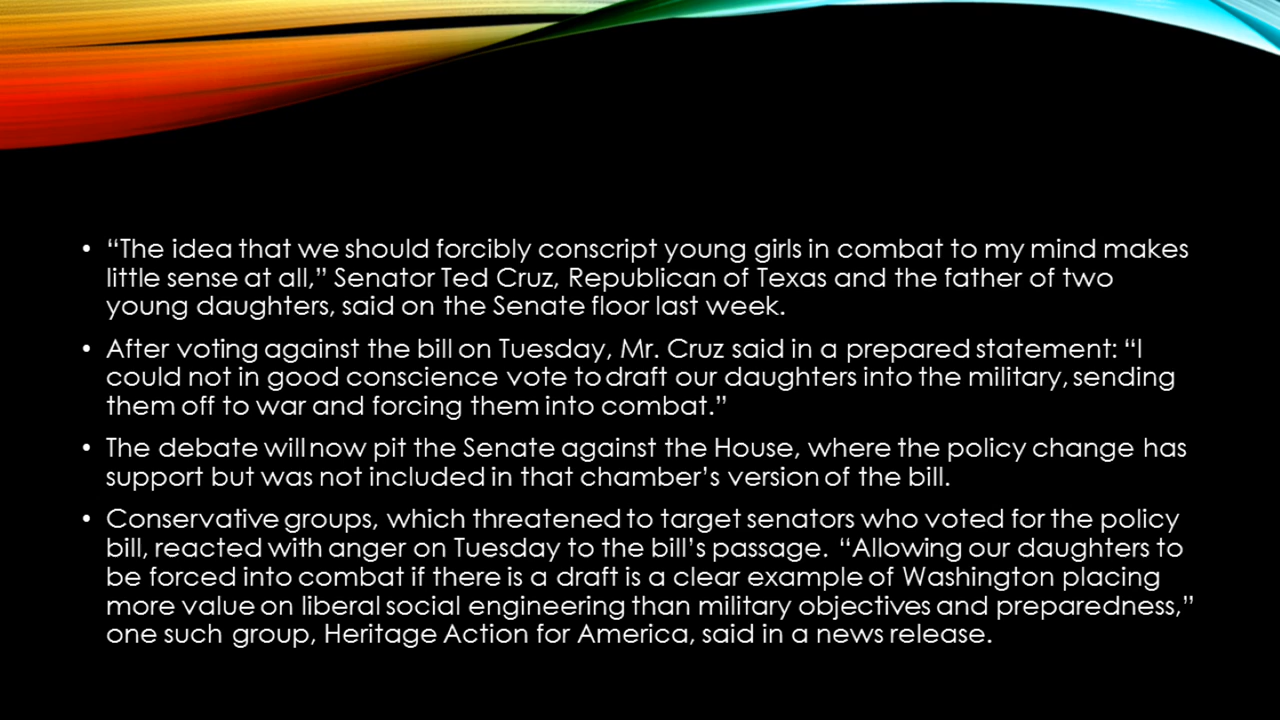 • “The idea that we should forcibly conscript young girls in combat to my mind makes
little sense at all,” Senator Ted Cruz, Republican of Texas and the father of two
young daughters, said on the Senate floor last week.
• After voting against the bill on Tuesday, Mr. Cruz said in a prepared statement: “I
could not in good conscience vote to draft our daughters into the military, sending
them off to war and forcing them into combat.”
• The debate will now pit the Senate against the House, where the policy change has
support but was not included in that chamber’s version of the bill.
• Conservative groups, which threatened to target senators who voted for the policy
bill, reacted with anger on Tuesday to the bill’s passage. “Allowing our daughters to
be forced into combat if there is a draft is a clear example of Washington placing
more value on liberal social engineering than military objectives and preparedness,”
one such group, Heritage Action for America, said in a news release.